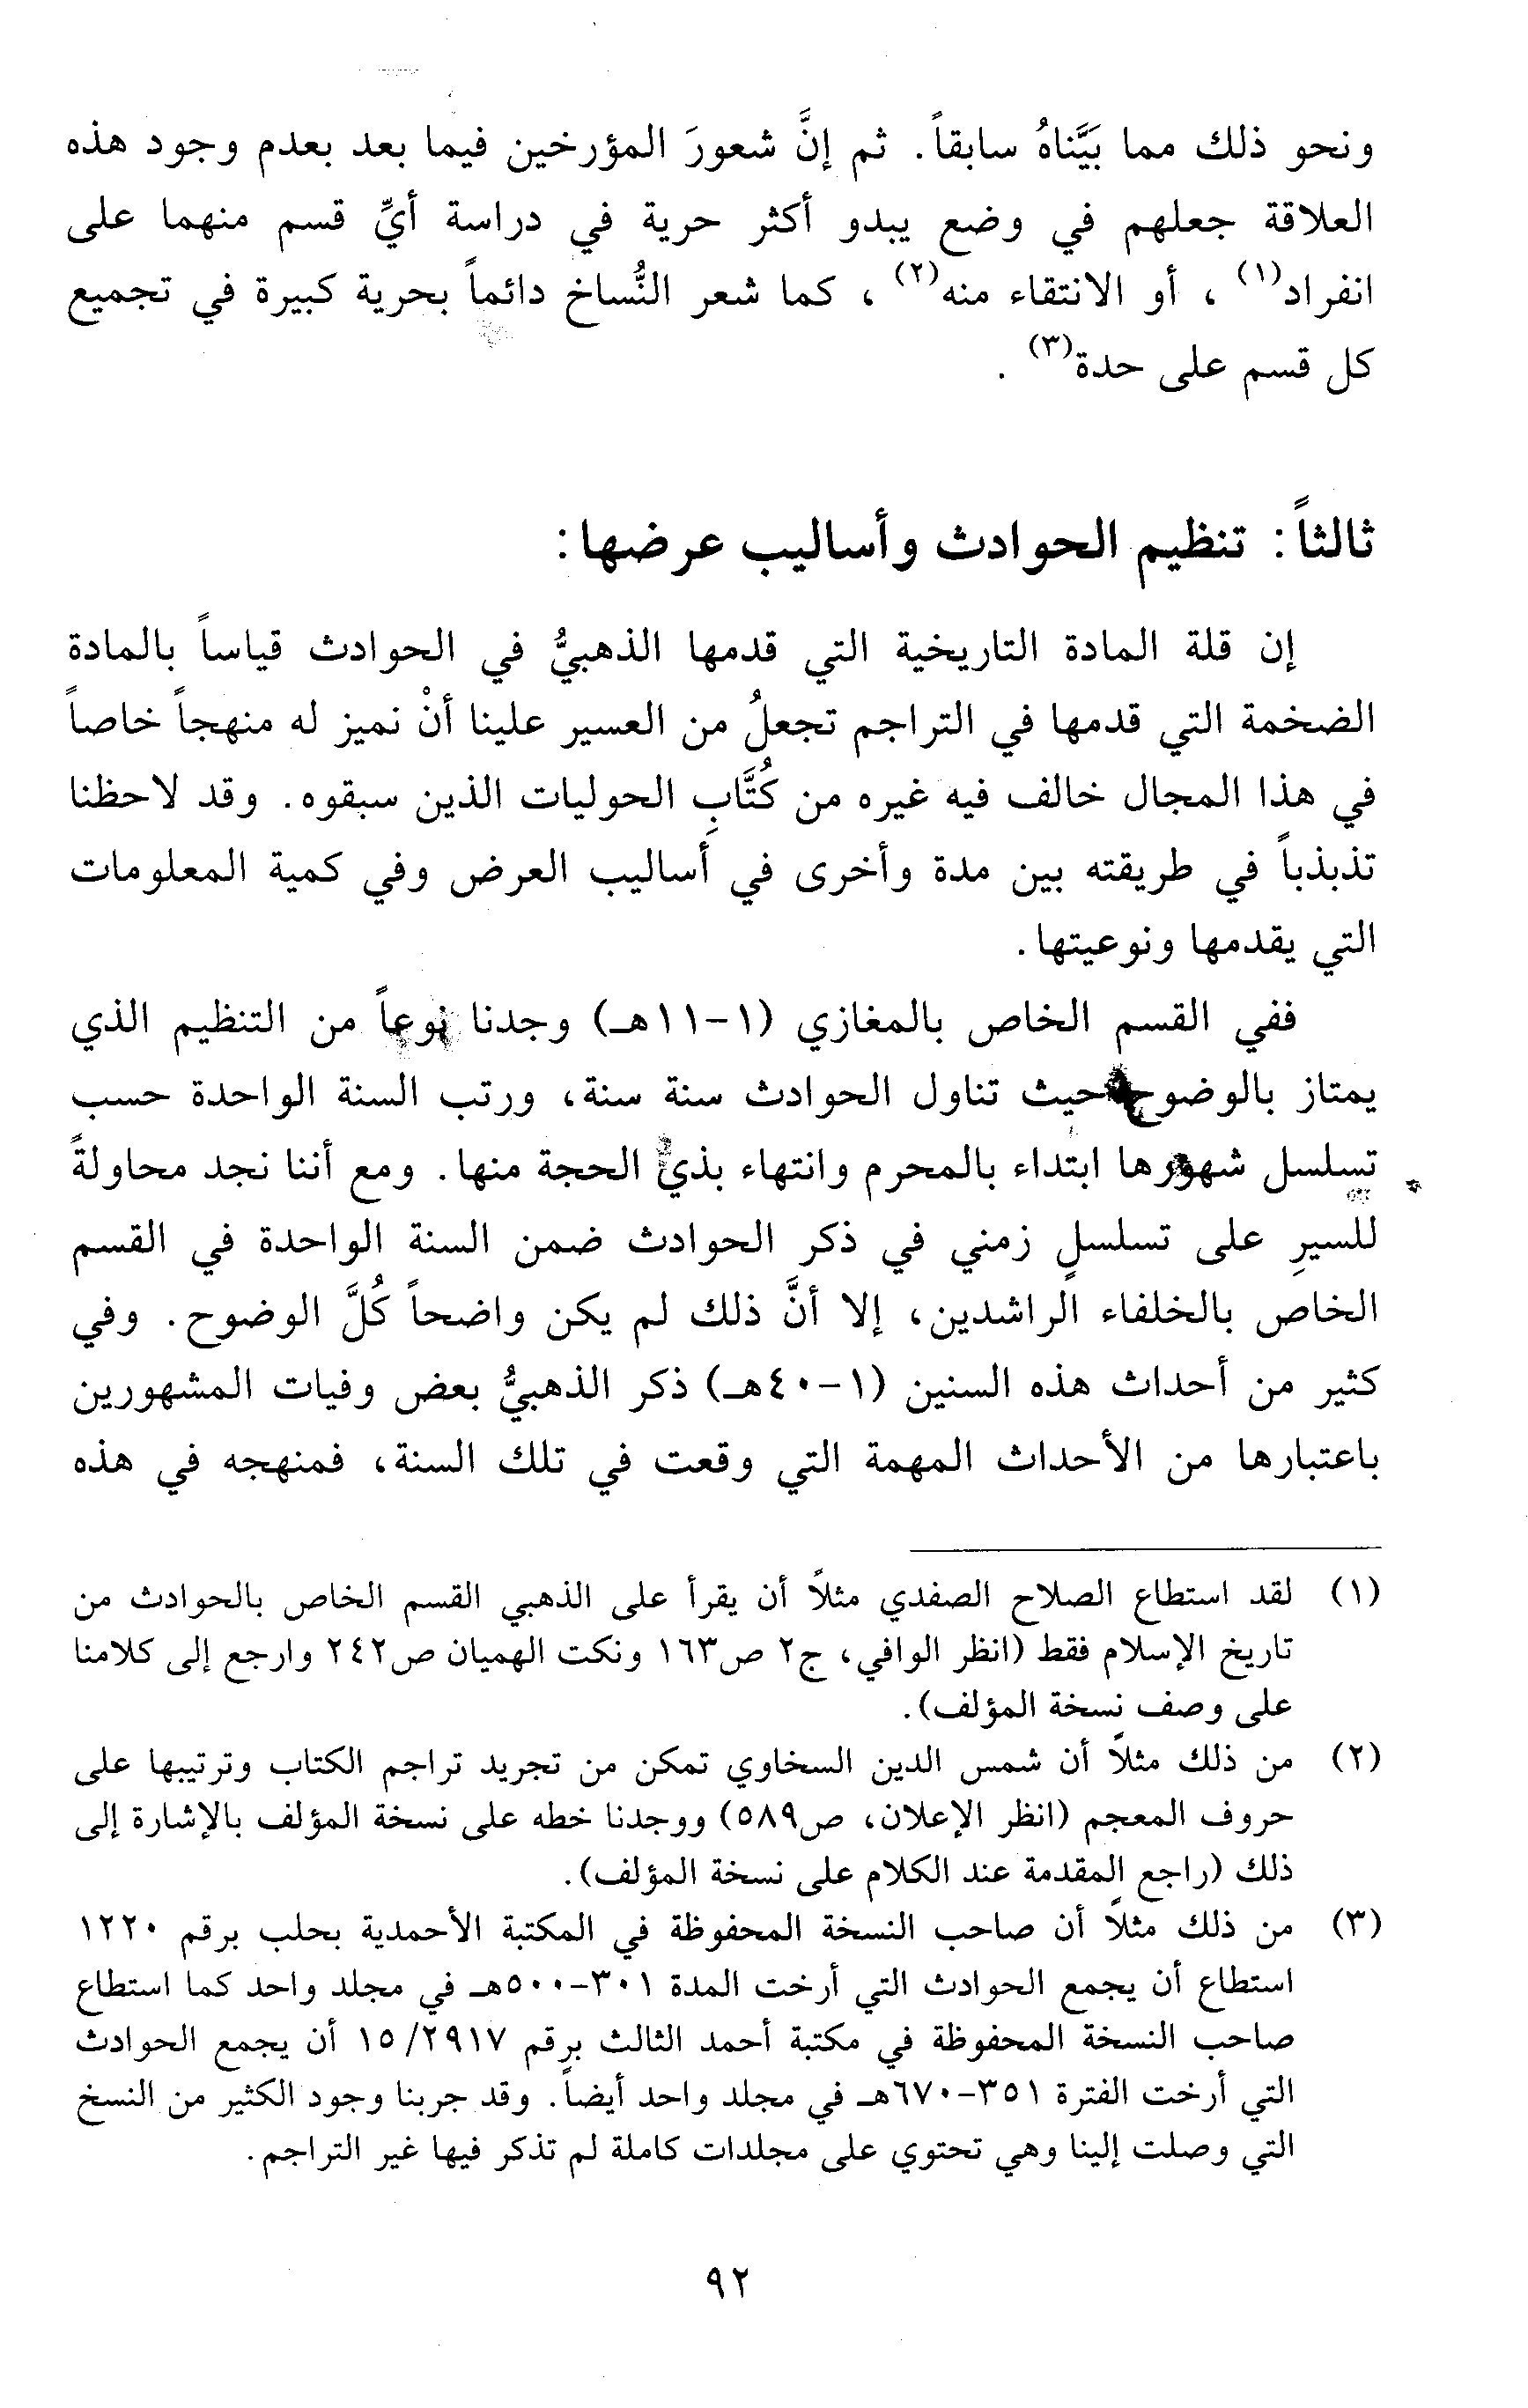 ونحو ذلك مما بَيَّناهُ سابقاً. ثم إنَّ شعورَ المؤرخين فيما بعد بعدم وجود هذه
العلاقة جعلهم في وضع يبدو أكثر حرية في دراسة أيِّ قسم منهما على
انفراد(١)، أو الانتقاء منه(٢)، كما شعر النُّساخ دائماً بحرية كبيرة في تجميع
كل قسم على حدة(٣).
ثالثاً: تنظيم الحوادث وأساليب عرضها:
إن قلة المادة التاريخية التي قدمها الذهبيُّ في الحوادث قياساً بالمادة
الضخمة التي قدمها في التراجم تجعلُ من العسير علينا أنْ نميز له منهجاً خاصاً
في هذا المجال خالف فيه غيره من كُتَّابِ الحوليات الذين سبقوه. وقد لاحظنا
تذبذباً في طريقته بين مدة وأخرى في أساليب العرض وفي كمية المعلومات
التي يقدمها ونوعيتها.
ففي القسم الخاص بالمغازي (١-١١هـ) وجدنا نوعاً من التنظيم الذي
يمتاز بالوضوح حيث تناول الحوادث سنة سنة، ورتب السنة الواحدة حسب
تسلسل شهورها ابتداء بالمحرم وانتهاء بذي الحجة منها. ومع أننا نجد محاولةً
للسيرِ على تسلسلٍ زمني في ذكر الحوادث ضمن السنة الواحدة في القسم
الخاص بالخلفاء الراشدين، إلا أنَّ ذلك لم يكن واضحاً كُلَّ الوضوح. وفي
كثير من أحداث هذه السنين (١-٤٠هـ) ذكر الذهبيُّ بعض وفيات المشهورين
باعتبارها من الأحداث المهمة التي وقعت في تلك السنة، فمنهجه في هذه
(١) لقد استطاع الصلاح الصفدي مثلاً أن يقرأ على الذهبي القسم الخاص بالحوادث من
تاريخ الإسلام فقط (انظر الوافي، ج٢ ص١٦٣ ونكت الهميان ص٢٤٢ وارجع إلى كلامنا
على وصف نسخة المؤلف).
(٢) من ذلك مثلاً أن شمس الدين السخاوي تمكن من تجريد تراجم الكتاب وترتيبها على
حروف المعجم (انظر الإعلان، ص٥٨٩) ووجدنا خطه على نسخة المؤلف بالإشارة إلى
ذلك (راجع المقدمة عند الكلام على نسخة المؤلف).
(٣) من ذلك مثلاً أن صاحب النسخة المحفوظة في المكتبة الأحمدية بحلب برقم ١٢٢٠
استطاع أن يجمع الحوادث التي أرخت المدة ٣٠١-٥٠٠هـ في مجلد واحد كما استطاع
صاحب النسخة المحفوظة في مكتبة أحمد الثالث برقم ١٥/٢٩١٧ أن يجمع الحوادث
التي أرخت الفترة ٣٥١-٦٧٠هـ في مجلد واحد أيضاً. وقد جربنا وجود الكثير من النسخ
التي وصلت إلينا وهي تحتوي على مجلدات كاملة لم تذكر فيها غير التراجم.
٩٢